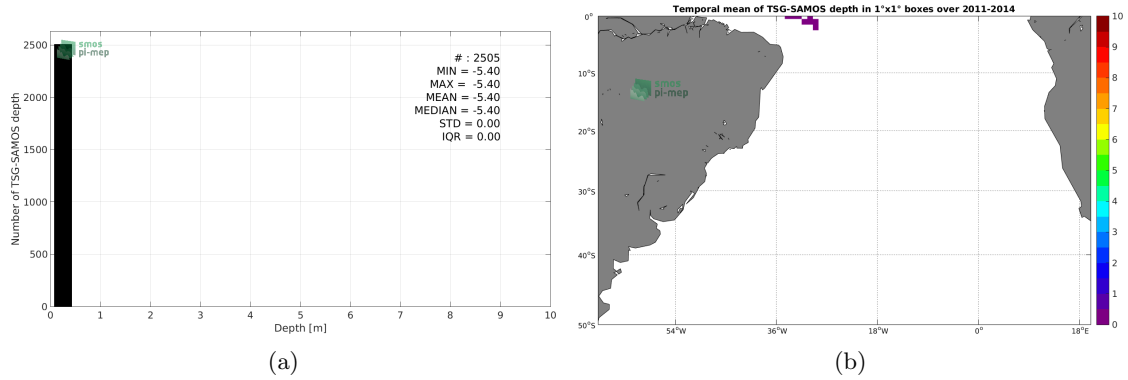 smos
pi-mep
# : 2505
MIN = -5.40
MAX = -5.40
MEAN = -5.40
MEDIAN = -5.40
STD = 0.00
IQR = 0.00
Number of TSG-SAMOS depth
2500
2000
1500
1000
500
0
0 1 2 3 4 5 6 7 8 9 10
Depth [m]
(a)
Temporal mean of TSG-SAMOS depth in 1°x1° boxes over 2011-2014
smos
pi-mep
0°
10°S
20°S
30°S
40°S
50°S
54°W 36°W 18°W 0° 18°E
10
9
8
7
6
5
4
3
2
1
0
(b)